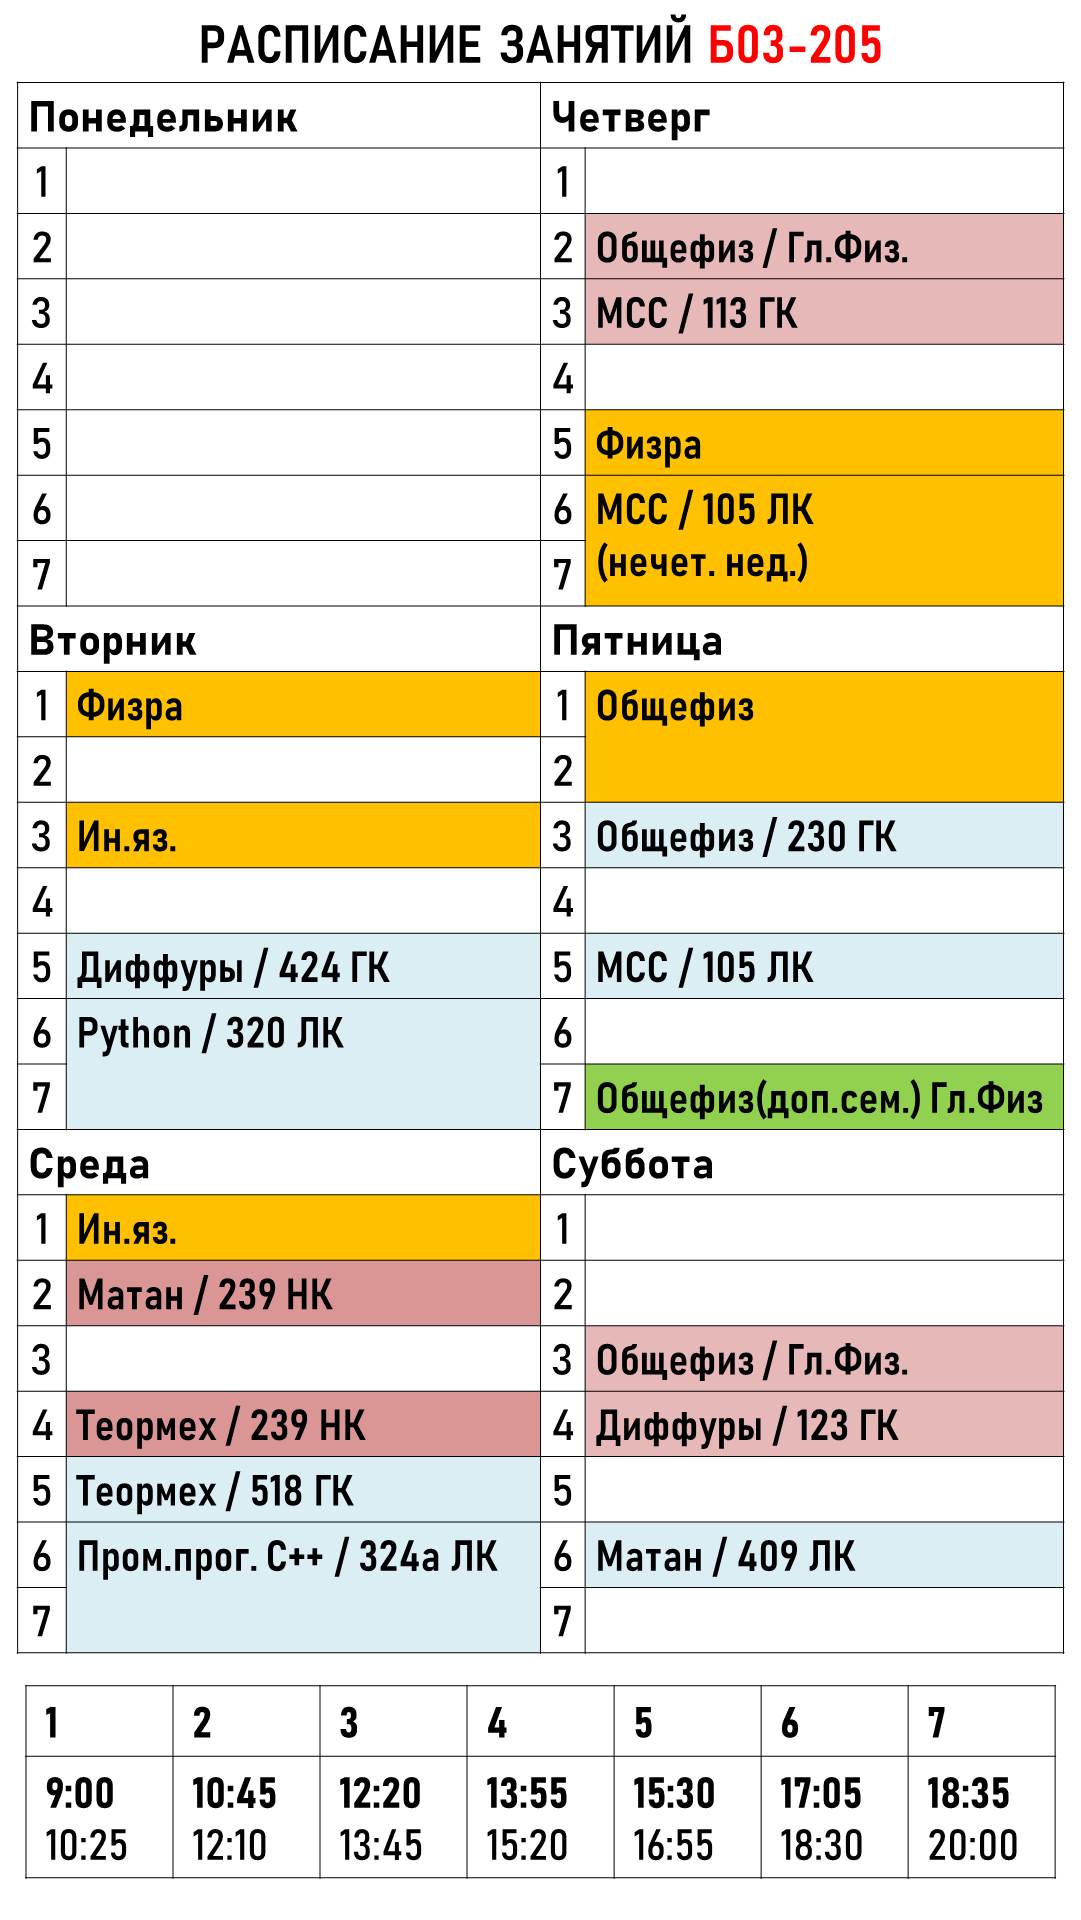 РАСПИСАНИЕ ЗАНЯТИЙ Б03-205
Понедельник
1
2
3
4
5
6
7
Вторник
1 Физра
2
3 Ин.яз.
4
5 Диффуры / 424 ГК
6 Python / 320 ЛК
7
Среда
1 Ин.яз.
2 Матан / 239 НК
3
4 Теормех / 239 НК
5 Теормех / 518 ГК
6 Пром.прог. С++ / 324а ЛК
7
Четверг
1
2 Общефиз / Гл.Физ.
3 МСС / 113 ГК
4
5 Физра
6 МСС / 105 ЛК
7 (нечет. нед.)
Пятница
1 Общефиз
2
3 Общефиз / 230 ГК
4
5 МСС / 105 ЛК
6
7 Общефиз(доп.сем.) Гл.Физ
Суббота
1
2
3 Общефиз / Гл.Физ.
4 Диффуры / 123 ГК
5
6 Матан / 409 ЛК
7
1 2 3 4 5 6 7
9:00 10:45 12:20 13:55 15:30 17:05 18:35
10:25 12:10 13:45 15:20 16:55 18:30 20:00